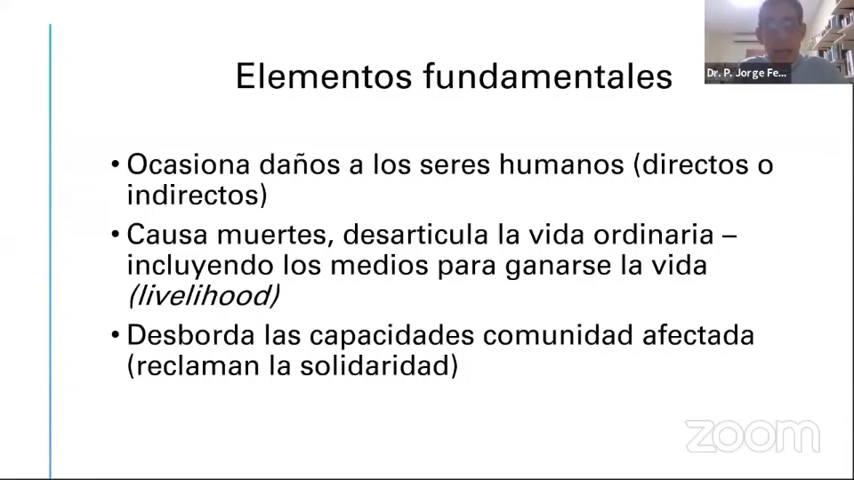 Dr. P. Jorge Fe...
Elementos fundamentales
• Ocasiona daños a los seres humanos (directos o
indirectos)
• Causa muertes, desarticula la vida ordinaria –
incluyendo los medios para ganarse la vida
(livelihood)
• Desborda las capacidades comunidad afectada
(reclaman la solidaridad)
zoom